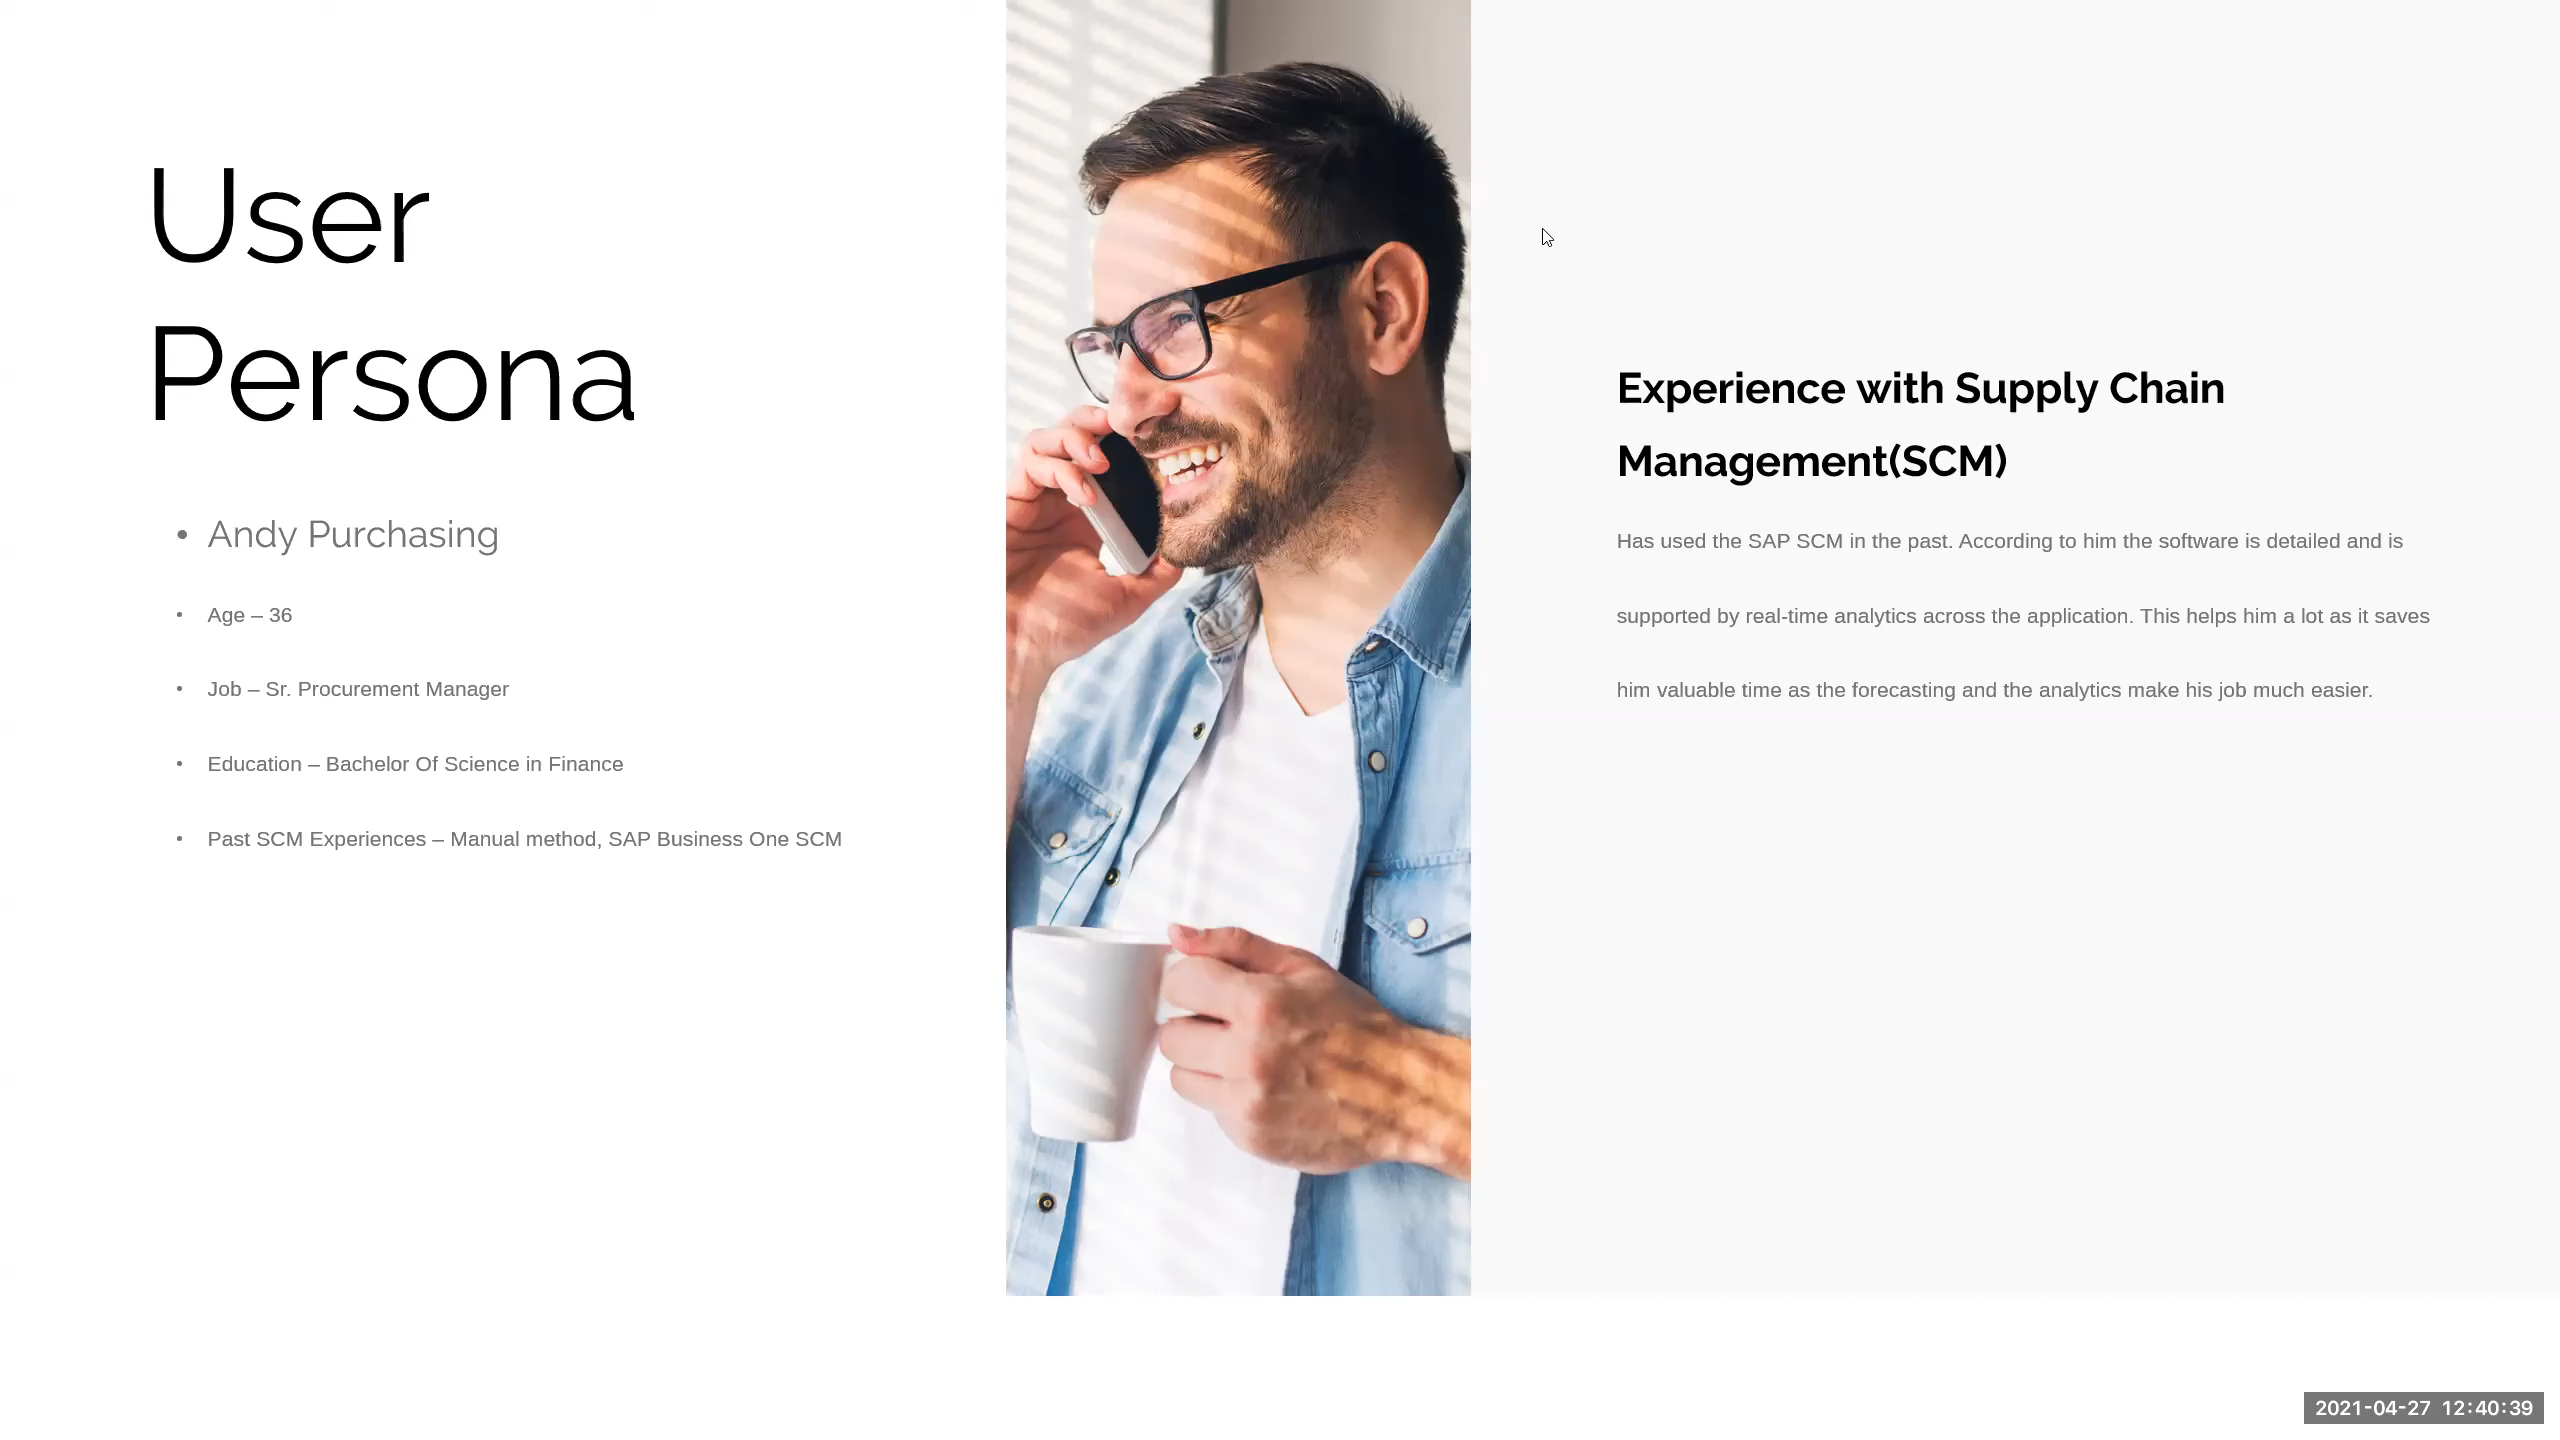 User
Persona
• Andy Purchasing
• Age – 36
• Job – Sr. Procurement Manager
• Education – Bachelor Of Science in Finance
• Past SCM Experiences – Manual method, SAP Business One SCM
Experience with Supply Chain
Management(SCM)
Has used the SAP SCM in the past. According to him the software is detailed and is
supported by real-time analytics across the application. This helps him a lot as it saves
him valuable time as the forecasting and the analytics make his job much easier.
2021-04-27 12:40:39